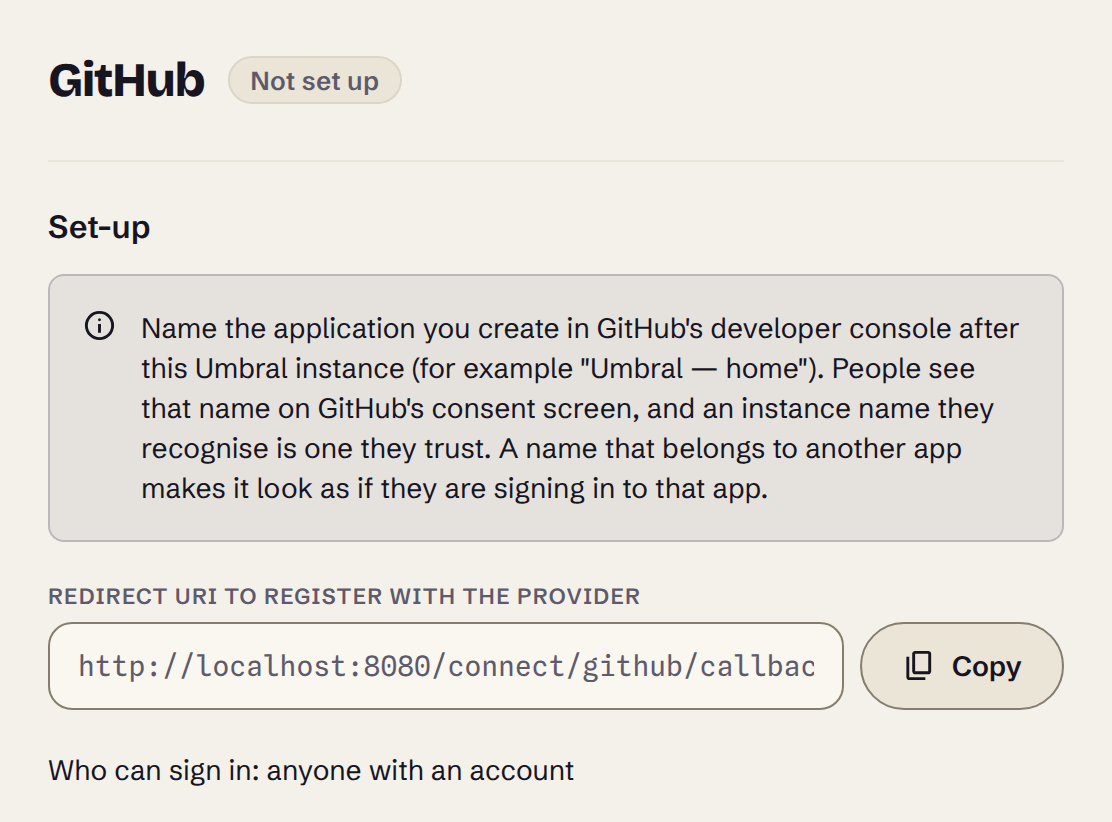 GitHub
Not set up
Set-up
Name the application you create in GitHub's developer console after
this Umbral instance (for example "Umbral — home"). People see
that name on GitHub's consent screen, and an instance name they
recognise is one they trust. A name that belongs to another app
makes it look as if they are signing in to that app.
REDIRECT URI TO REGISTER WITH THE PROVIDER
http://localhost:8080/connect/github/callbac
Copy
Who can sign in: anyone with an account